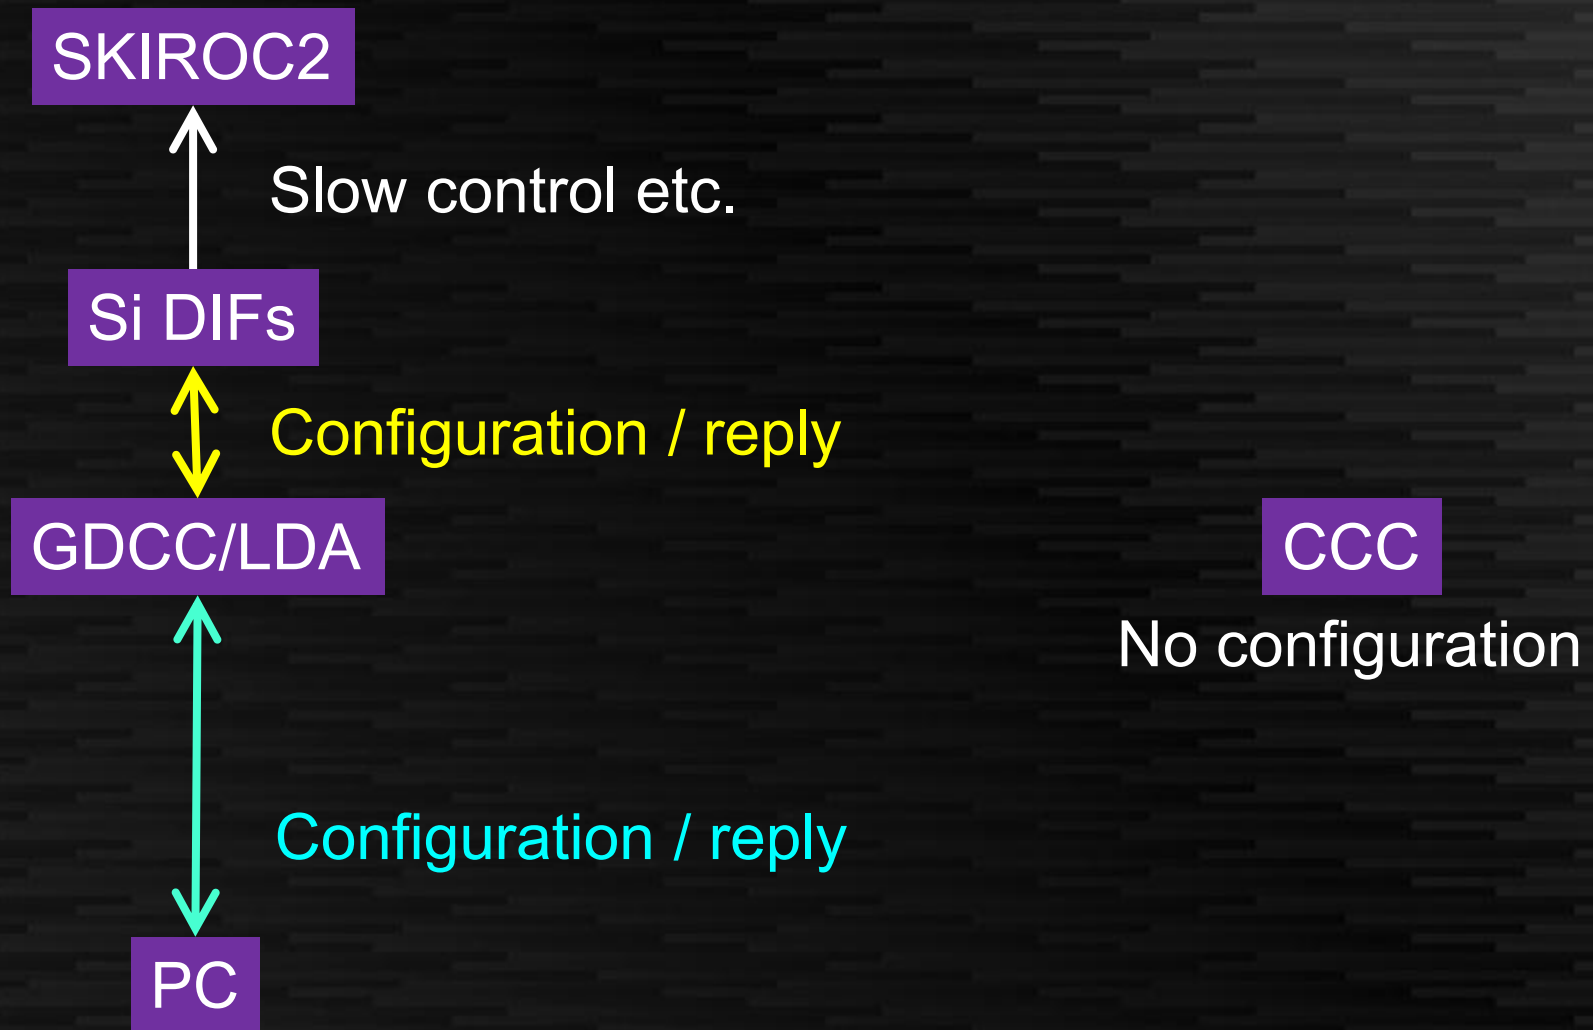 SKIROC2
Slow control etc.
Si DIFs
Configuration / reply
GDCC/LDA
CCC
No configuration
Configuration / reply
PC